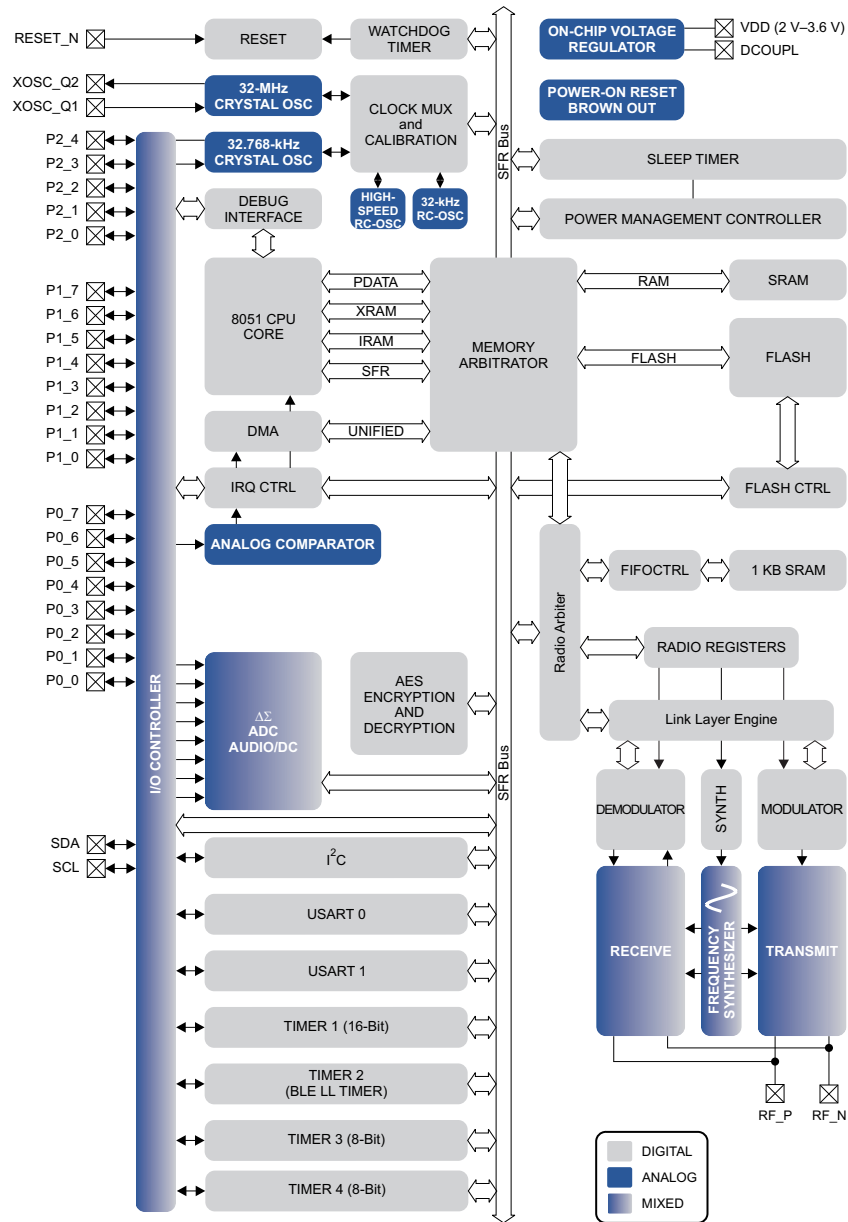 RESET_N
RESET
WATCHDOG
TIMER
ON-CHIP VOLTAGE
REGULATOR
VDD (2 V–3.6 V)
DCOUPL
XOSC_Q2
XOSC_Q1
32-MHz
CRYSTAL OSC
CLOCK MUX
and
CALIBRATION
POWER-ON RESET
BROWN OUT
SFR Bus
P2_4
P2_3
P2_2
P2_1
P2_0
32.768-kHz
CRYSTAL OSC
SLEEP TIMER
DEBUG
INTERFACE
HIGH-
SPEED
RC-OSC
32-kHz
RC-OSC
POWER MANAGEMENT CONTROLLER
P1_7
P1_6
P1_5
P1_4
P1_3
P1_2
P1_1
P1_0
8051 CPU
CORE
PDATA
XRAM
IRAM
SFR
MEMORY
ARBITRATOR
RAM
SRAM
FLASH
FLASH
DMA
UNIFIED
IRQ CTRL
FLASH CTRL
P0_7
P0_6
P0_5
P0_4
P0_3
P0_2
P0_1
P0_0
ANALOG COMPARATOR
Radio Arbiter
FIFOCTRL
1 KB SRAM
RADIO REGISTERS
Link Layer Engine
I/O CONTROLLER
ΔΣ
ADC
AUDIO/DC
AES
ENCRYPTION
AND
DECRYPTION
SFR Bus
DEMODULATOR
SYNTH
MODULATOR
SDA
SCL
I2C
USART 0
USART 1
TIMER 1 (16-Bit)
TIMER 2
(BLE LL TIMER)
TIMER 3 (8-Bit)
TIMER 4 (8-Bit)
RECEIVE
FREQUENCY
SYNTHESIZER
TRANSMIT
RF_P
RF_N
DIGITAL
ANALOG
MIXED